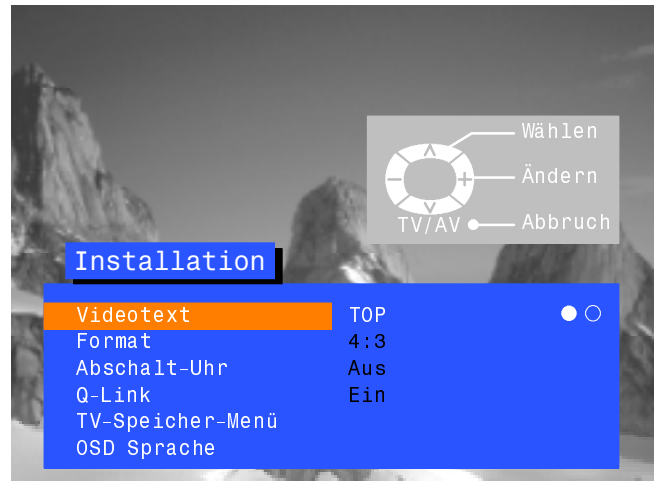 Wählen
Ändern
TV/AV Abbruch
Installation
Videotext TOP
Format 4:3
Abschalt-Uhr Aus
Q-Link Ein
TV-Speicher-Menü
OSD Sprache